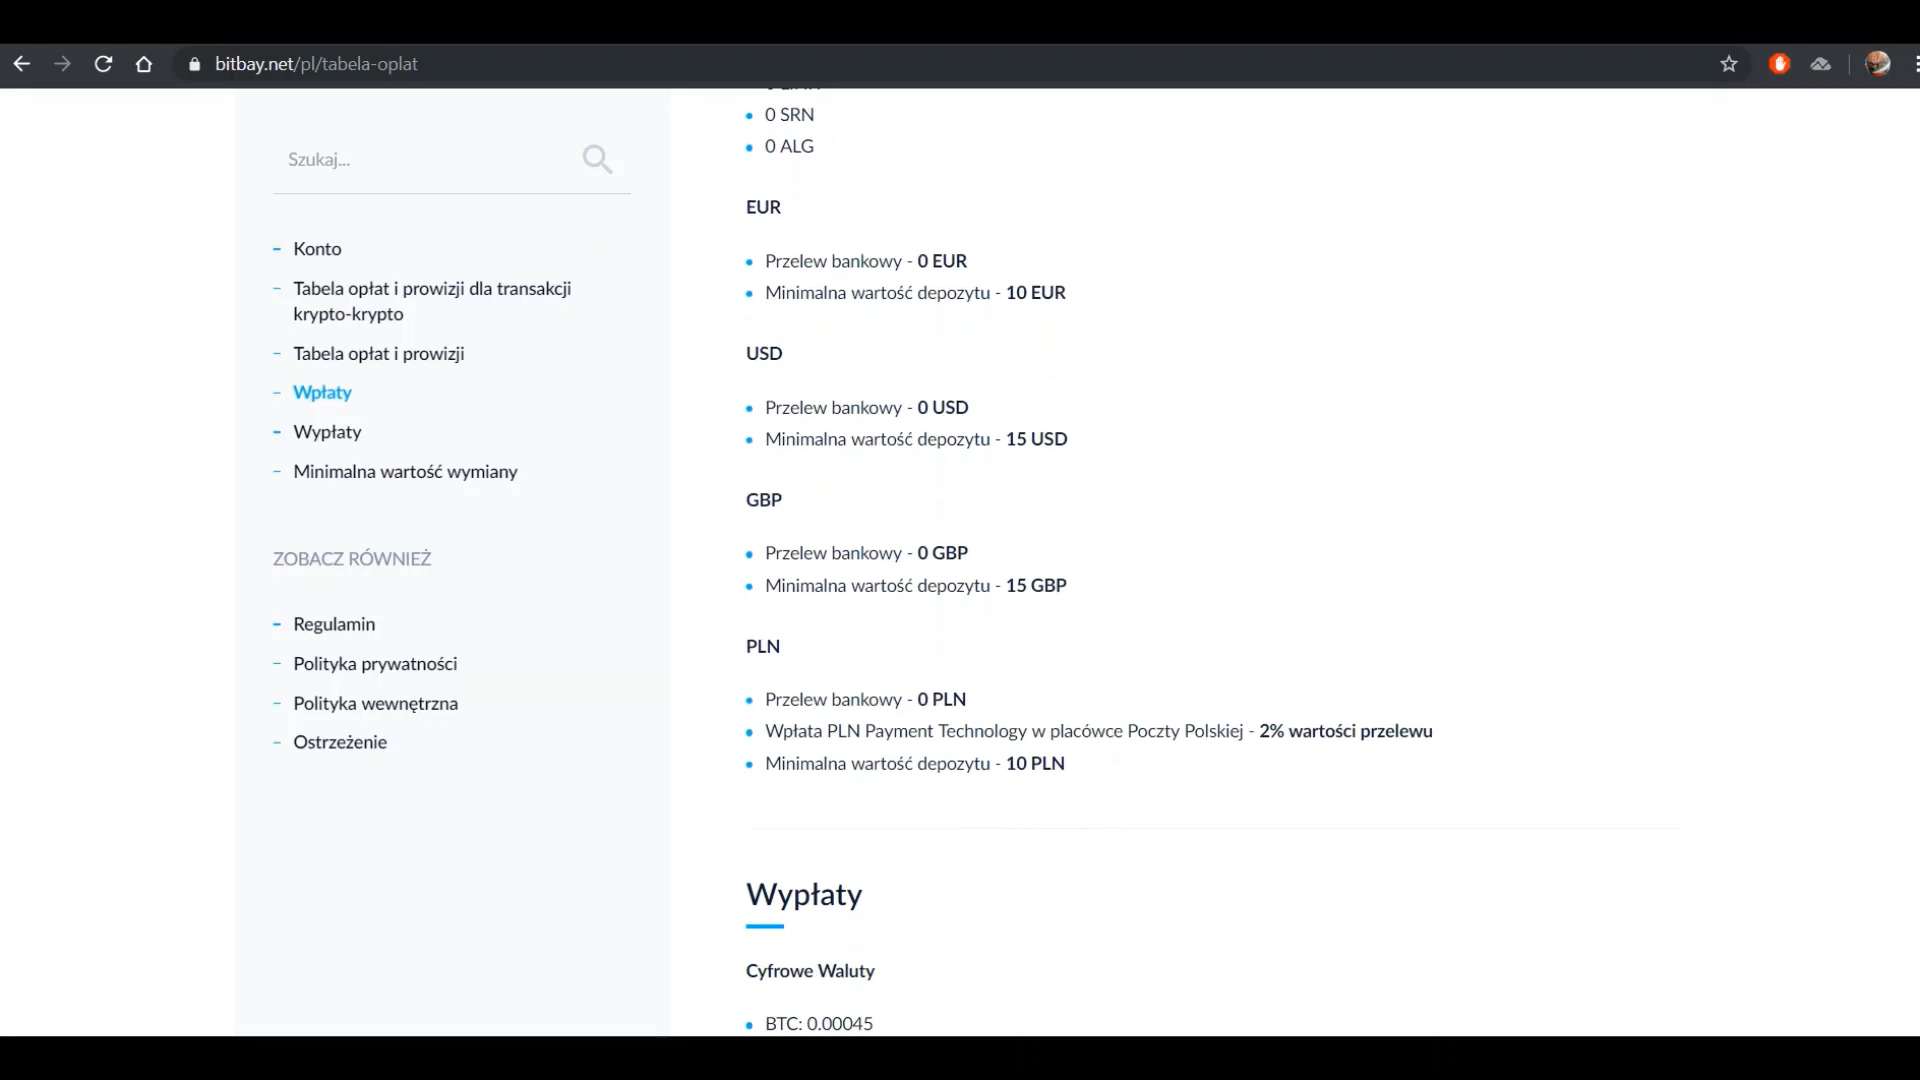 bitbay.net/pl/tabela-oplat
Szukaj...
Konto
Tabela opłat i prowizji dla transakcji
krypto-krypto
Tabela opłat i prowizji
Wpłaty
Wypłaty
Minimalna wartość wymiany
ZOBACZ RÓWNIEŻ
Regulamin
Polityka prywatności
Polityka wewnętrzna
Ostrzeżenie
0 SRN
0 ALG
EUR
Przelew bankowy - 0 EUR
Minimalna wartość depozytu - 10 EUR
USD
Przelew bankowy - 0 USD
Minimalna wartość depozytu - 15 USD
GBP
Przelew bankowy - 0 GBP
Minimalna wartość depozytu - 15 GBP
PLN
Przelew bankowy - 0 PLN
Wpłata PLN Payment Technology w placówce Poczty Polskiej - 2% wartości przelewu
Minimalna wartość depozytu - 10 PLN
Wypłaty
Cyfrowe Waluty
BTC: 0.00045